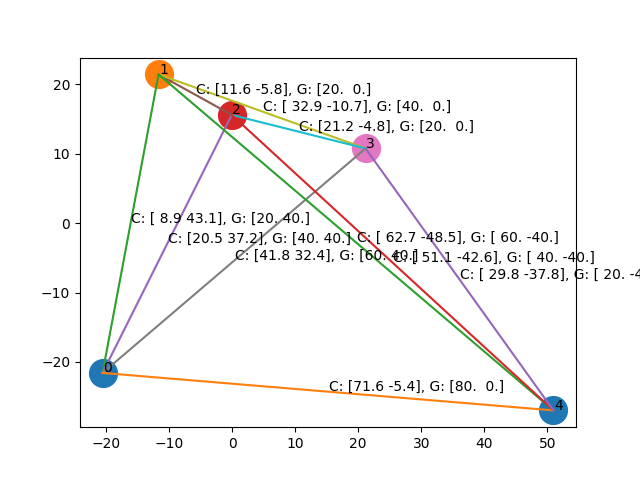 1
20
C: [11.6 -5.8], G: [20. 0.]
2
C: [ 32.9 -10.7], G: [40. 0.]
C: [21.2 -4.8], G: [20. 0.]
3
10
0
C: [ 8.9 43.1], G: [20. 40.]
C: [20.5 37.2], G: [40. 40.]
C: [ 62.7 -48.5], G: [ 60. -40.]
C: [41.8 32.4], G: [60. 40.]
C: [ 51.1 -42.6], G: [ 40. -40.]
C: [ 29.8 -37.8], G: [ 20. -4
−10
−20
0
C: [71.6 -5.4], G: [80. 0.]
4
−20
−10
0
10
20
30
40
50